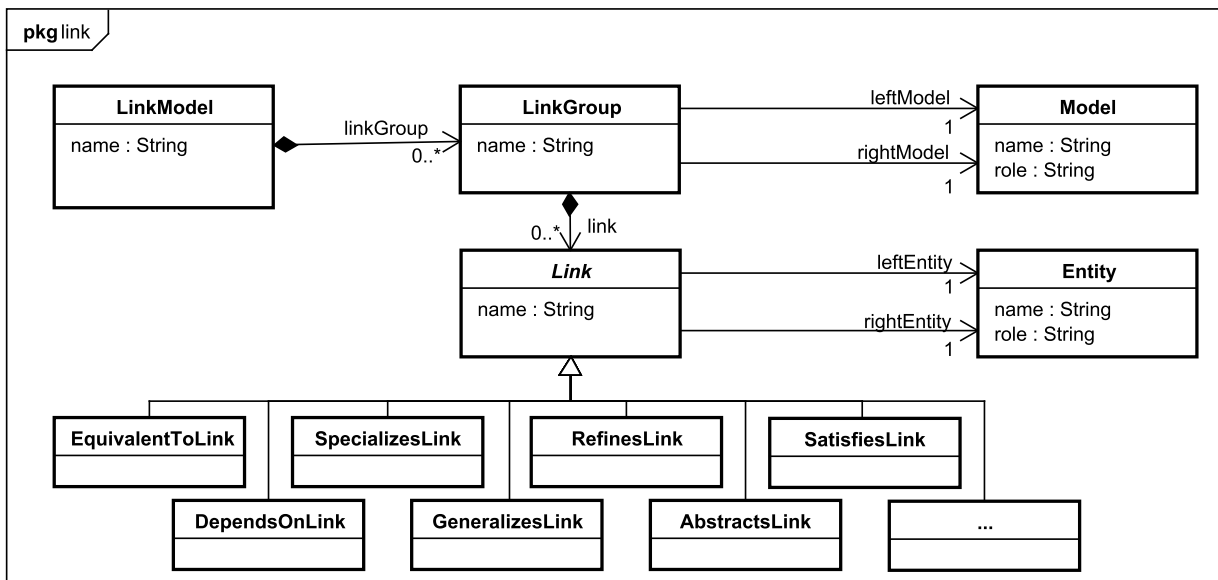 pkg link
LinkModel
name : String
linkGroup
0..*
LinkGroup
name : String
leftModel
1
rightModel
1
Model
name : String
role : String
0..*
link
Link
name : String
leftEntity
1
rightEntity
1
Entity
name : String
role : String
EquivalentToLink
SpecializesLink
RefinesLink
SatisfiesLink
DependsOnLink
GeneralizesLink
AbstractsLink
...